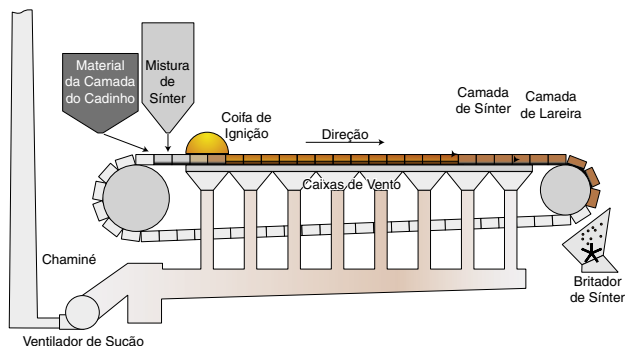 Material
da Camada
do Cadinho
Mistura
de
Sínter
Coifa de
Ignição
Direção
Camada
de Sínter
Camada
de Lareira
Caixas de Vento
Chaminé
Ventilador de Sucão
Britador
de Sínter